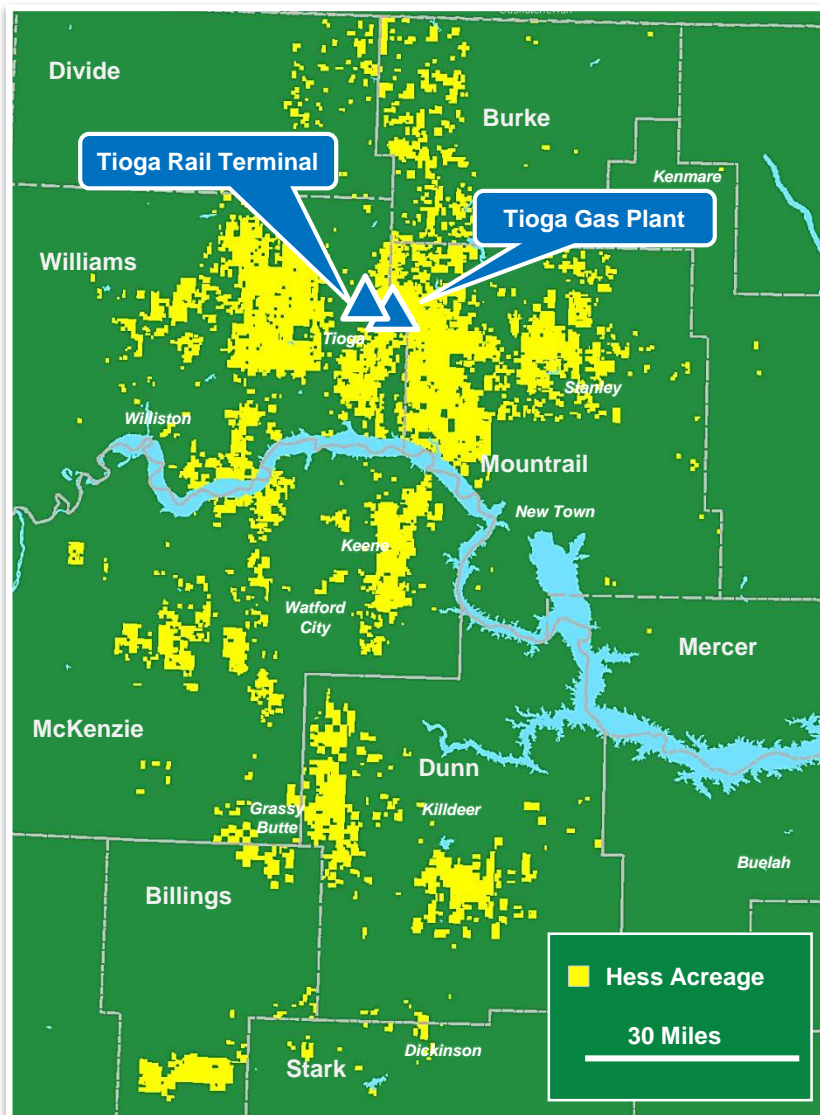 Saskatchewan
Divide
Burke
Tioga Rail Terminal
Kenmare
Tioga Gas Plant
Williams
Tioga
Stanley
Williston
Mountrail
New Town
Keene
Watford
City
Mercer
McKenzie
Dunn
Grassy
Butte
Killdeer
Buelah
Billings
Hess Acreage
30 Miles
Dickinson
Stark